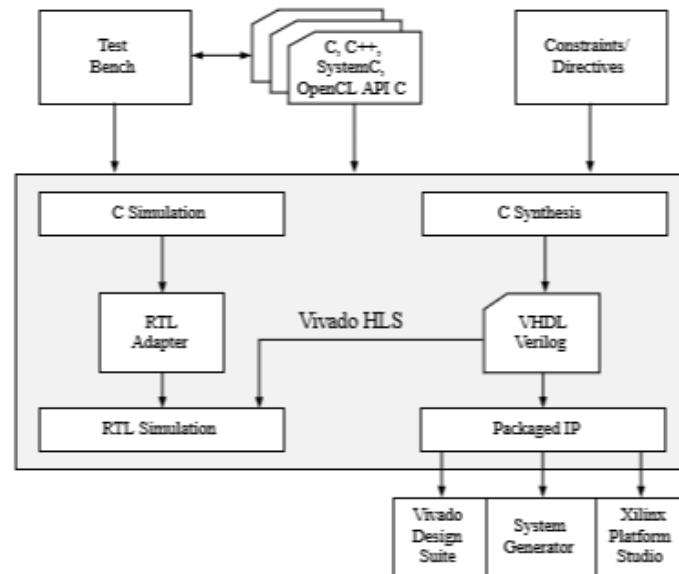 Test
Bench
C, C++,
SystemC,
OpenCL API C
Constraints/
Directives
C Simulation
C Synthesis
RTL
Adapter
Vivado HLS
VHDL
Verilog
RTL Simulation
Packaged IP
Vivado
Design
Suite
System
Generator
Xilinx
Platform
Studio